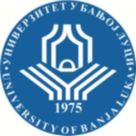 УНИВЕРЗИТЕТ У БАЊОЈ ЛУЦИ
UNIVERSITY OF BANJA LUKA
1975